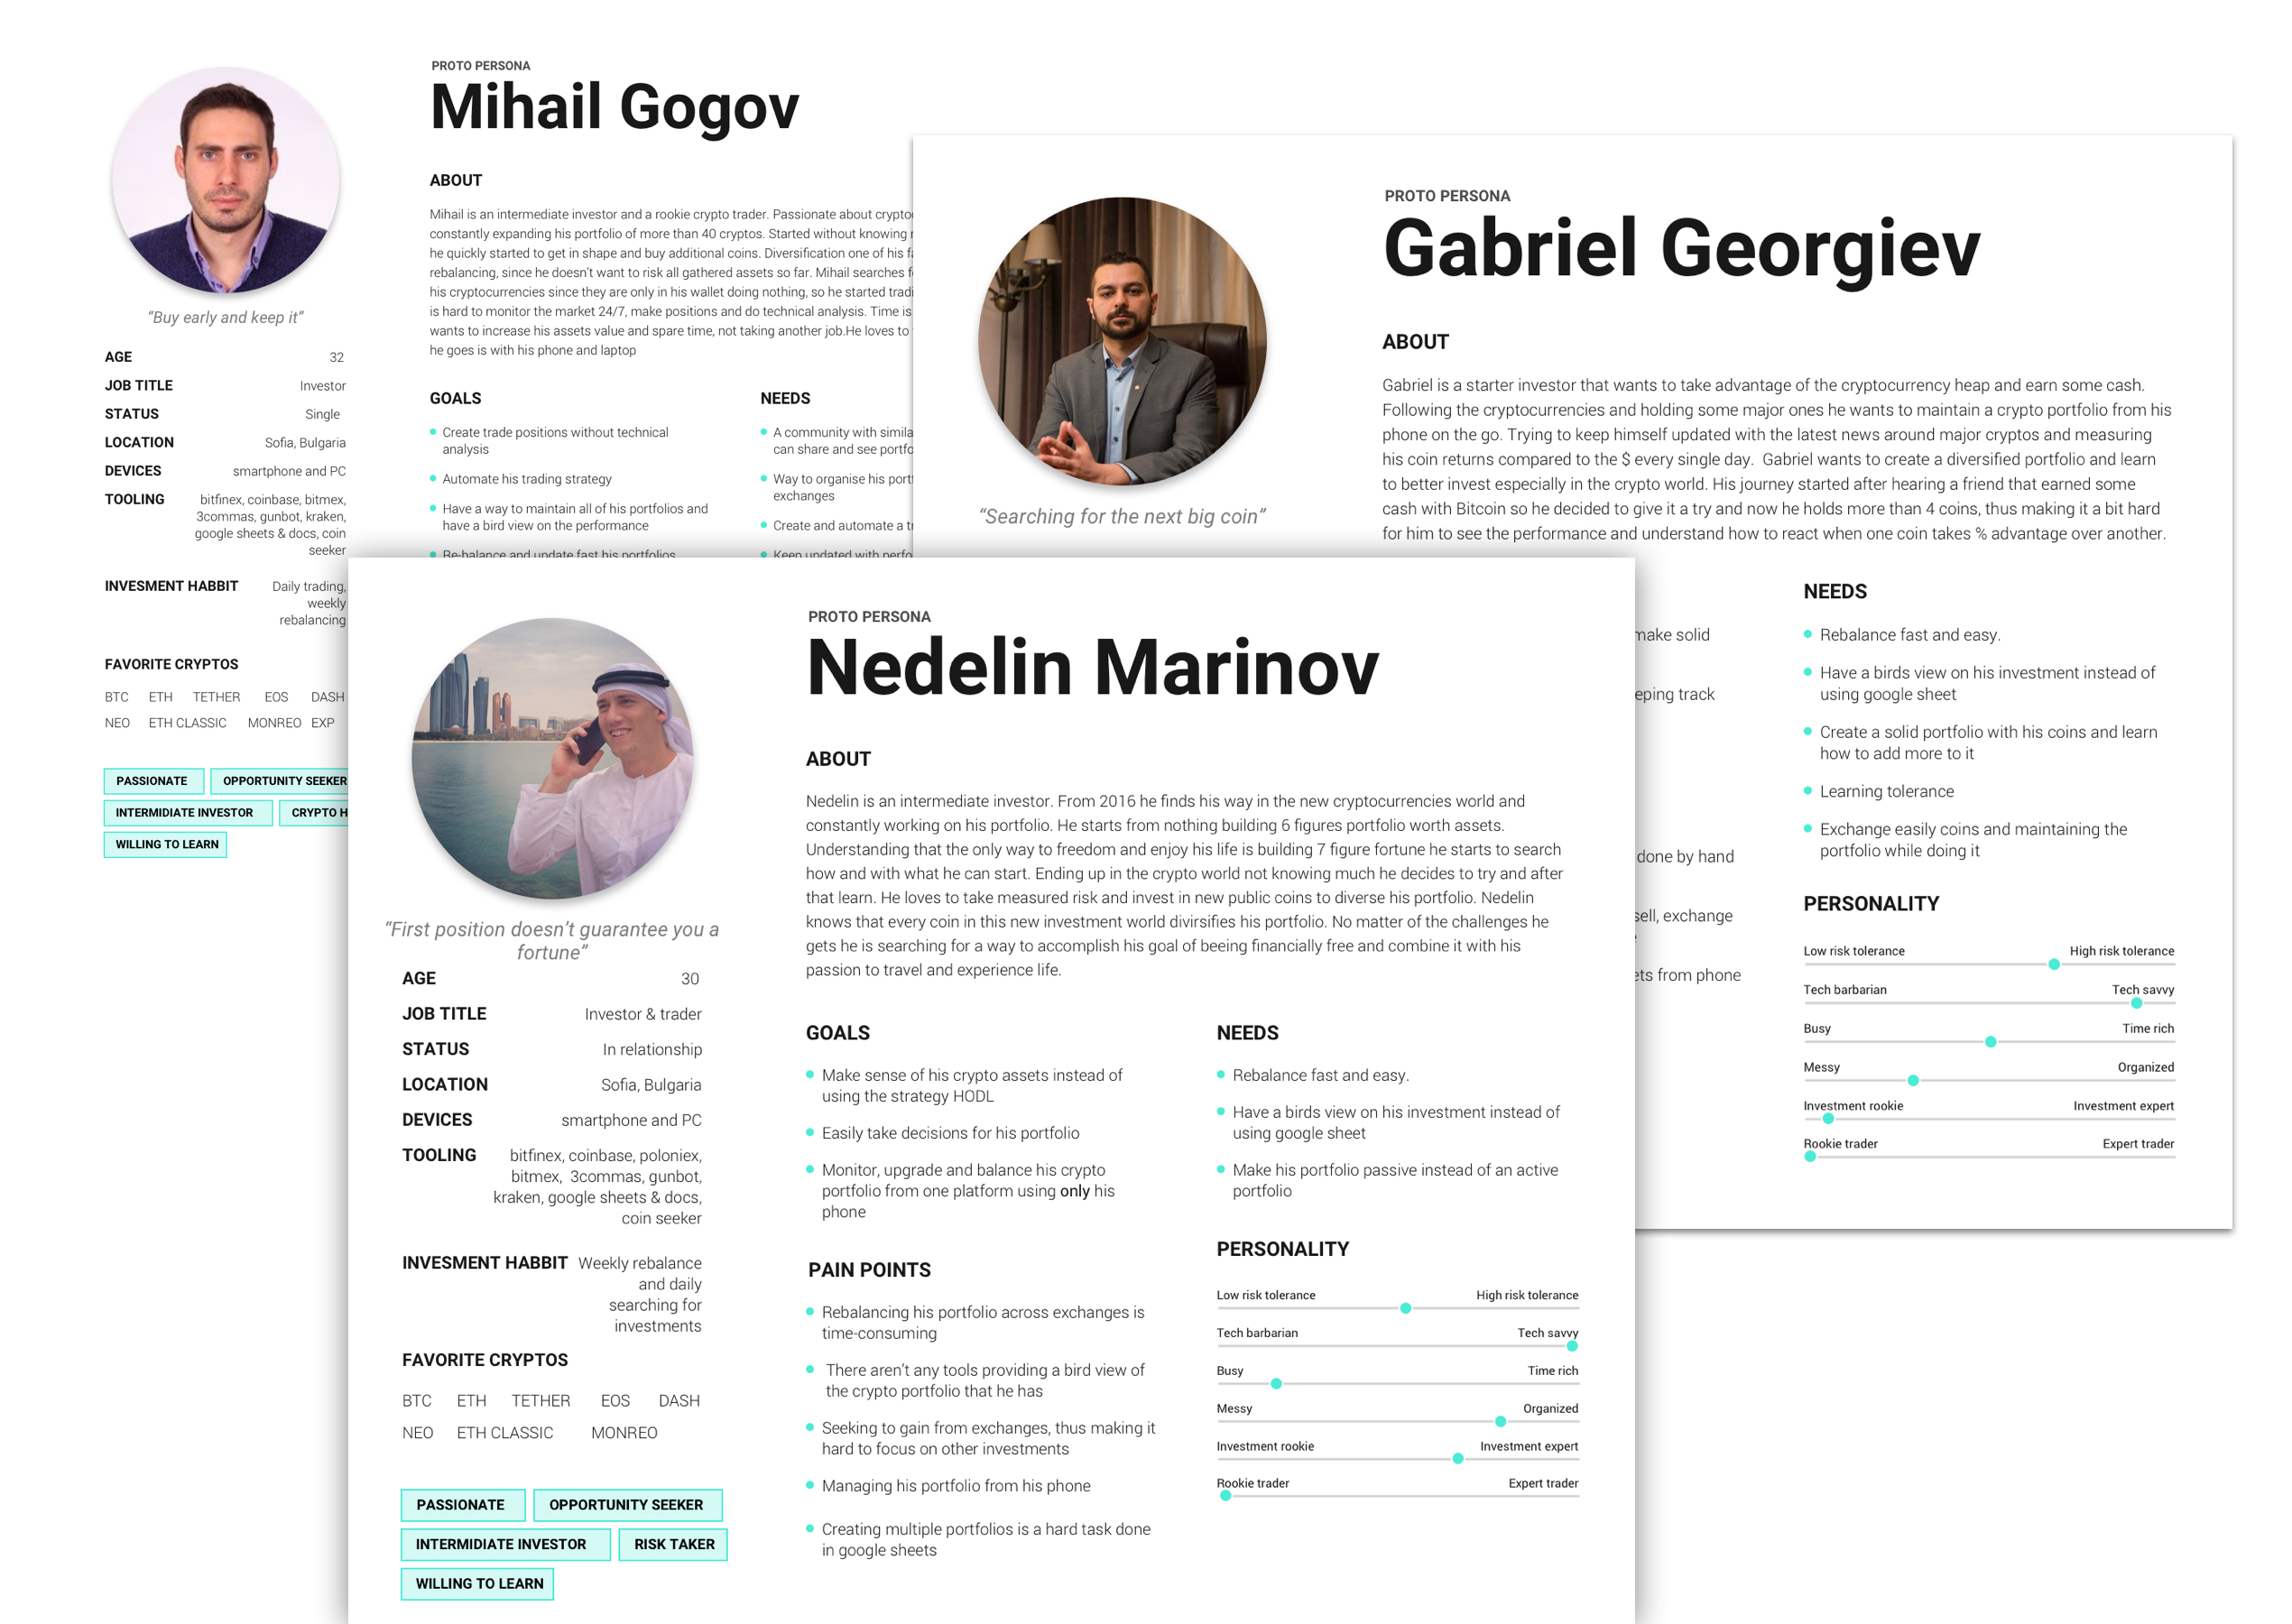 PROTO PERSONA
Mihail Gogov
“Buy early and keep it”
AGE 32
JOB TITLE Investor
STATUS Single
LOCATION Sofia, Bulgaria
DEVICES smartphone and PC
TOOLING bitfinex, coinbase, bitmex,
3commas, gunbot, kraken,
google sheets & docs, coin
seeker
INVESMENT HABBIT Daily trading,
weekly
rebalancing
FAVORITE CRYPTOS
BTC ETH TETHER EOS DASH
NEO ETH CLASSIC MONREO EXP
PASSIONATE OPPORTUNITY SEEKER
INTERMIDIATE INVESTOR CRYPTO
WILLING TO LEARN
ABOUT
Mihail is an intermediate investor and a rookie crypto trader. Passionate about
constantly expanding his portfolio of more than 40 cryptos. Started without knowing
he quickly started to get in shape and buy additional coins. Diversification one of his
rebalancing, since he doesn’t want to risk all gathered assets so far. Mihail searches
his cryptocurrencies since they are only in his wallet doing nothing, so he started
is hard to monitor the market 24/7, make positions and do technical analysis. Time is
wants to increase his assets value and spare time, not taking another job.He loves to
he goes is with his phone and laptop
GOALS
Create trade positions without technical
analysis
Automate his trading strategy
Have a way to maintain all of his portfolios and
have a bird view on the performance
Re-balance and update fast his portfolios
NEEDS
A community with
can share and see
Way to organise his
exchanges
Create and automate a
Keep updated with
PROTO PERSONA
Gabriel Georgiev
“Searching for the next big coin”
ABOUT
Gabriel is a starter investor that wants to take advantage of the cryptocurrency heap and earn some cash.
Following the cryptocurrencies and holding some major ones he wants to maintain a crypto portfolio from his
phone on the go. Trying to keep himself updated with the latest news around major cryptos and measuring
his coin returns compared to the $ every single day.  Gabriel wants to create a diversified portfolio and learn
to better invest especially in the crypto world. His journey started after hearing a friend that earned some
cash with Bitcoin so he decided to give it a try and now he holds more than 4 coins, thus making it a bit hard
for him to see the performance and understand how to react when one coin takes % advantage over another.
make solid
track
done by hand
sell, exchange
from phone
NEEDS
Rebalance fast and easy.
Have a birds view on his investment instead of
using google sheet
Create a solid portfolio with his coins and learn
how to add more to it
Learning tolerance
Exchange easily coins and maintaining the
portfolio while doing it
PERSONALITY
Low risk tolerance High risk tolerance
Tech barbarian Tech savvy
Busy Time rich
Messy Organized
Investment rookie Investment expert
Rookie trader Expert trader
PROTO PERSONA
Nedelin Marinov
“First position doesn’t guarantee you a
fortune”
AGE 30
JOB TITLE Investor & trader
STATUS In relationship
LOCATION Sofia, Bulgaria
DEVICES smartphone and PC
TOOLING bitfinex, coinbase, poloniex,
bitmex,  3commas, gunbot,
kraken, google sheets & docs,
coin seeker
INVESMENT HABBIT Weekly rebalance
and daily
searching for
investments
FAVORITE CRYPTOS
BTC ETH TETHER EOS DASH
NEO ETH CLASSIC MONREO
PASSIONATE OPPORTUNITY SEEKER
INTERMIDIATE INVESTOR RISK TAKER
WILLING TO LEARN
ABOUT
Nedelin is an intermediate investor. From 2016 he finds his way in the new cryptocurrencies world and
constantly working on his portfolio. He starts from nothing building 6 figures portfolio worth assets.
Understanding that the only way to freedom and enjoy his life is building 7 figure fortune he starts to search
how and with what he can start. Ending up in the crypto world not knowing much he decides to try and after
that learn. He loves to take measured risk and invest in new public coins to diverse his portfolio. Nedelin
knows that every coin in this new investment world divirsifies his portfolio. No matter of the challenges he
gets he is searching for a way to accomplish his goal of beeing financially free and combine it with his
passion to travel and experience life.
GOALS
Make sense of his crypto assets instead of
using the strategy HODL
Easily take decisions for his portfolio
Monitor, upgrade and balance his crypto
portfolio from one platform using only his
phone
PAIN POINTS
Rebalancing his portfolio across exchanges is
time-consuming
There aren’t any tools providing a bird view of
the crypto portfolio that he has
Seeking to gain from exchanges, thus making it
hard to focus on other investments
Managing his portfolio from his phone
Creating multiple portfolios is a hard task done
in google sheets
NEEDS
Rebalance fast and easy.
Have a birds view on his investment instead of
using google sheet
Make his portfolio passive instead of an active
portfolio
PERSONALITY
Low risk tolerance High risk tolerance
Tech barbarian Tech savvy
Busy Time rich
Messy Organized
Investment rookie Investment expert
Rookie trader Expert trader